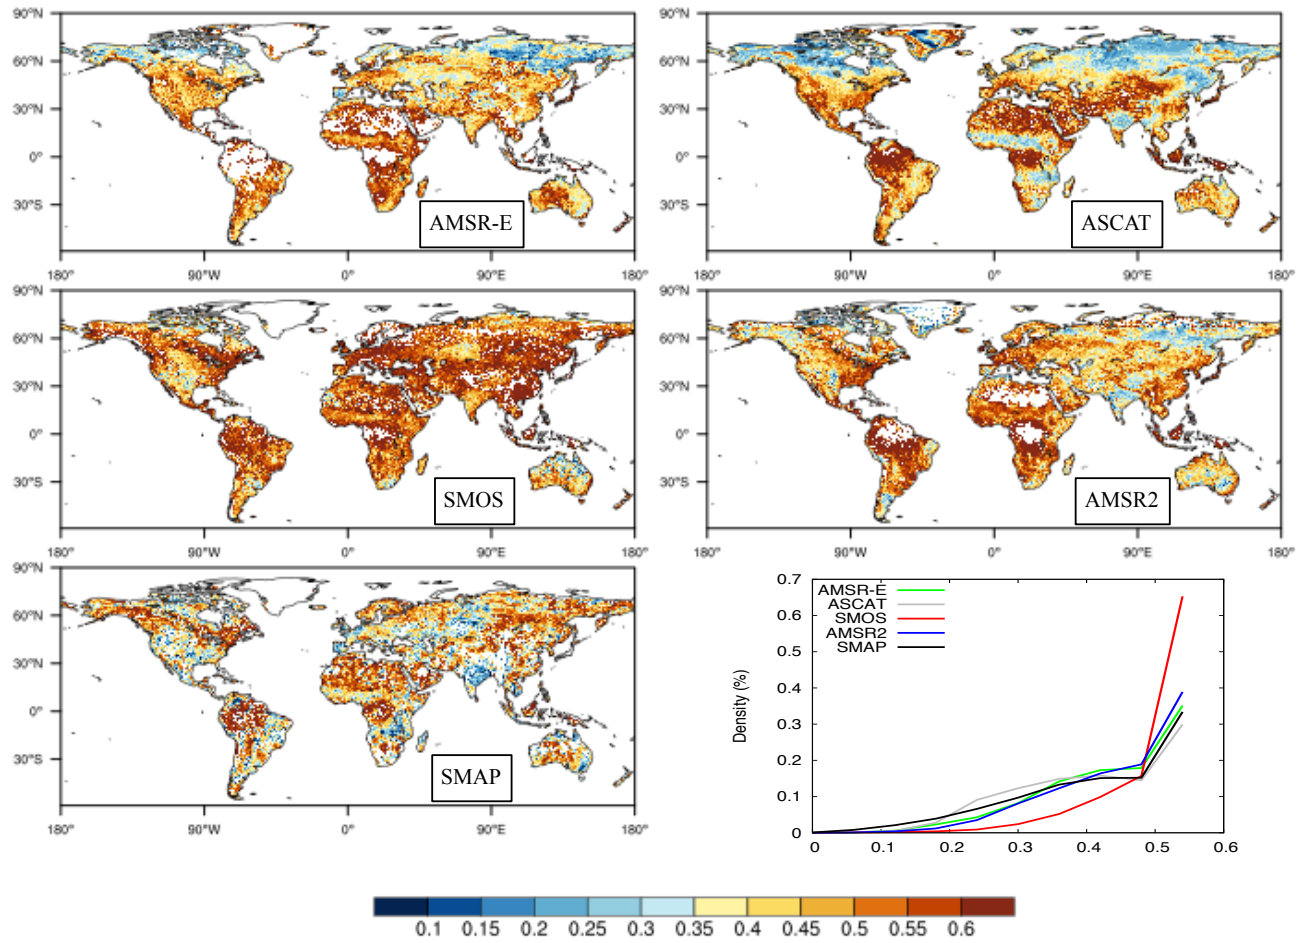 90°N 90°N
60°N 60°N
30°N 30°N
0° 0°
30°S 30°S
AMSR-E ASCAT
180° 90°W 0° 90°E 180° 180° 90°W 0° 90°E 180°
90°N 90°N
60°N 60°N
30°N 30°N
0° 0°
30°S 30°S
SMOS AMSR2
180° 90°W 0° 90°E 180° 180° 90°W 0° 90°E 180°
90°N
60°N
30°N
0°
30°S
SMAP
180° 90°W 0° 90°E 180°
0.7
0.6
0.5
0.4
0.3
0.2
0.1
0
Density (%)
AMSR-E
ASCAT
SMOS
AMSR2
SMAP
0 0.1 0.2 0.3 0.4 0.5 0.6
0.1 0.15 0.2 0.25 0.3 0.35 0.4 0.45 0.5 0.55 0.6